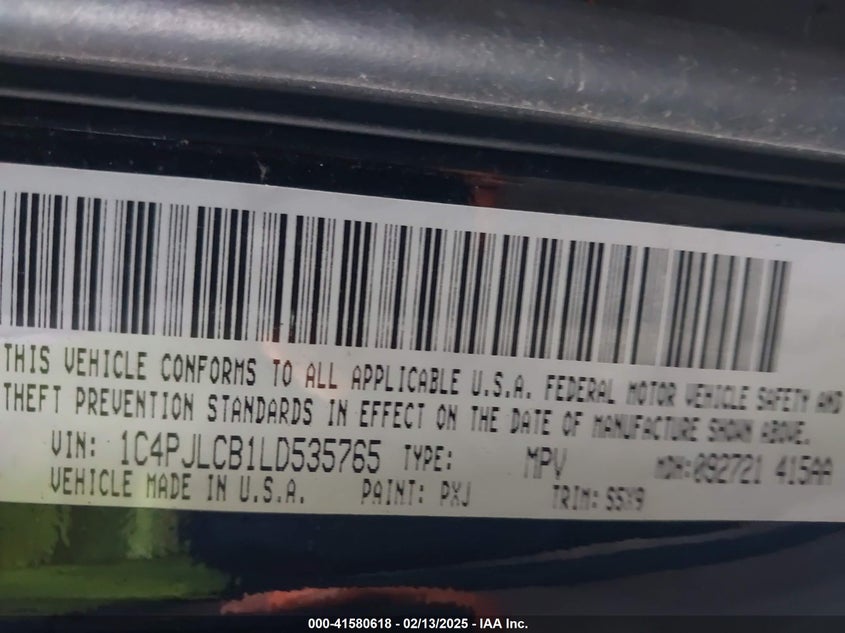 THIS VEHICLE CONFORMS TO ALL APPLICABLE U.S.A. FEDERAL MOTOR VEHICLE SAFETY AND
THEFT PREVENTION STANDARDS IN EFFECT ON THE DATE OF MANUFACTURE SHOWN ABOVE.
VIN: 1C4PJLCB1LD535765 TYPE: MPV MDH:092721 415AA
VEHICLE MADE IN U.S.A. PAINT: PXJ TRIM: S5X9
000-41580618 - 02/13/2025 - IAA Inc.